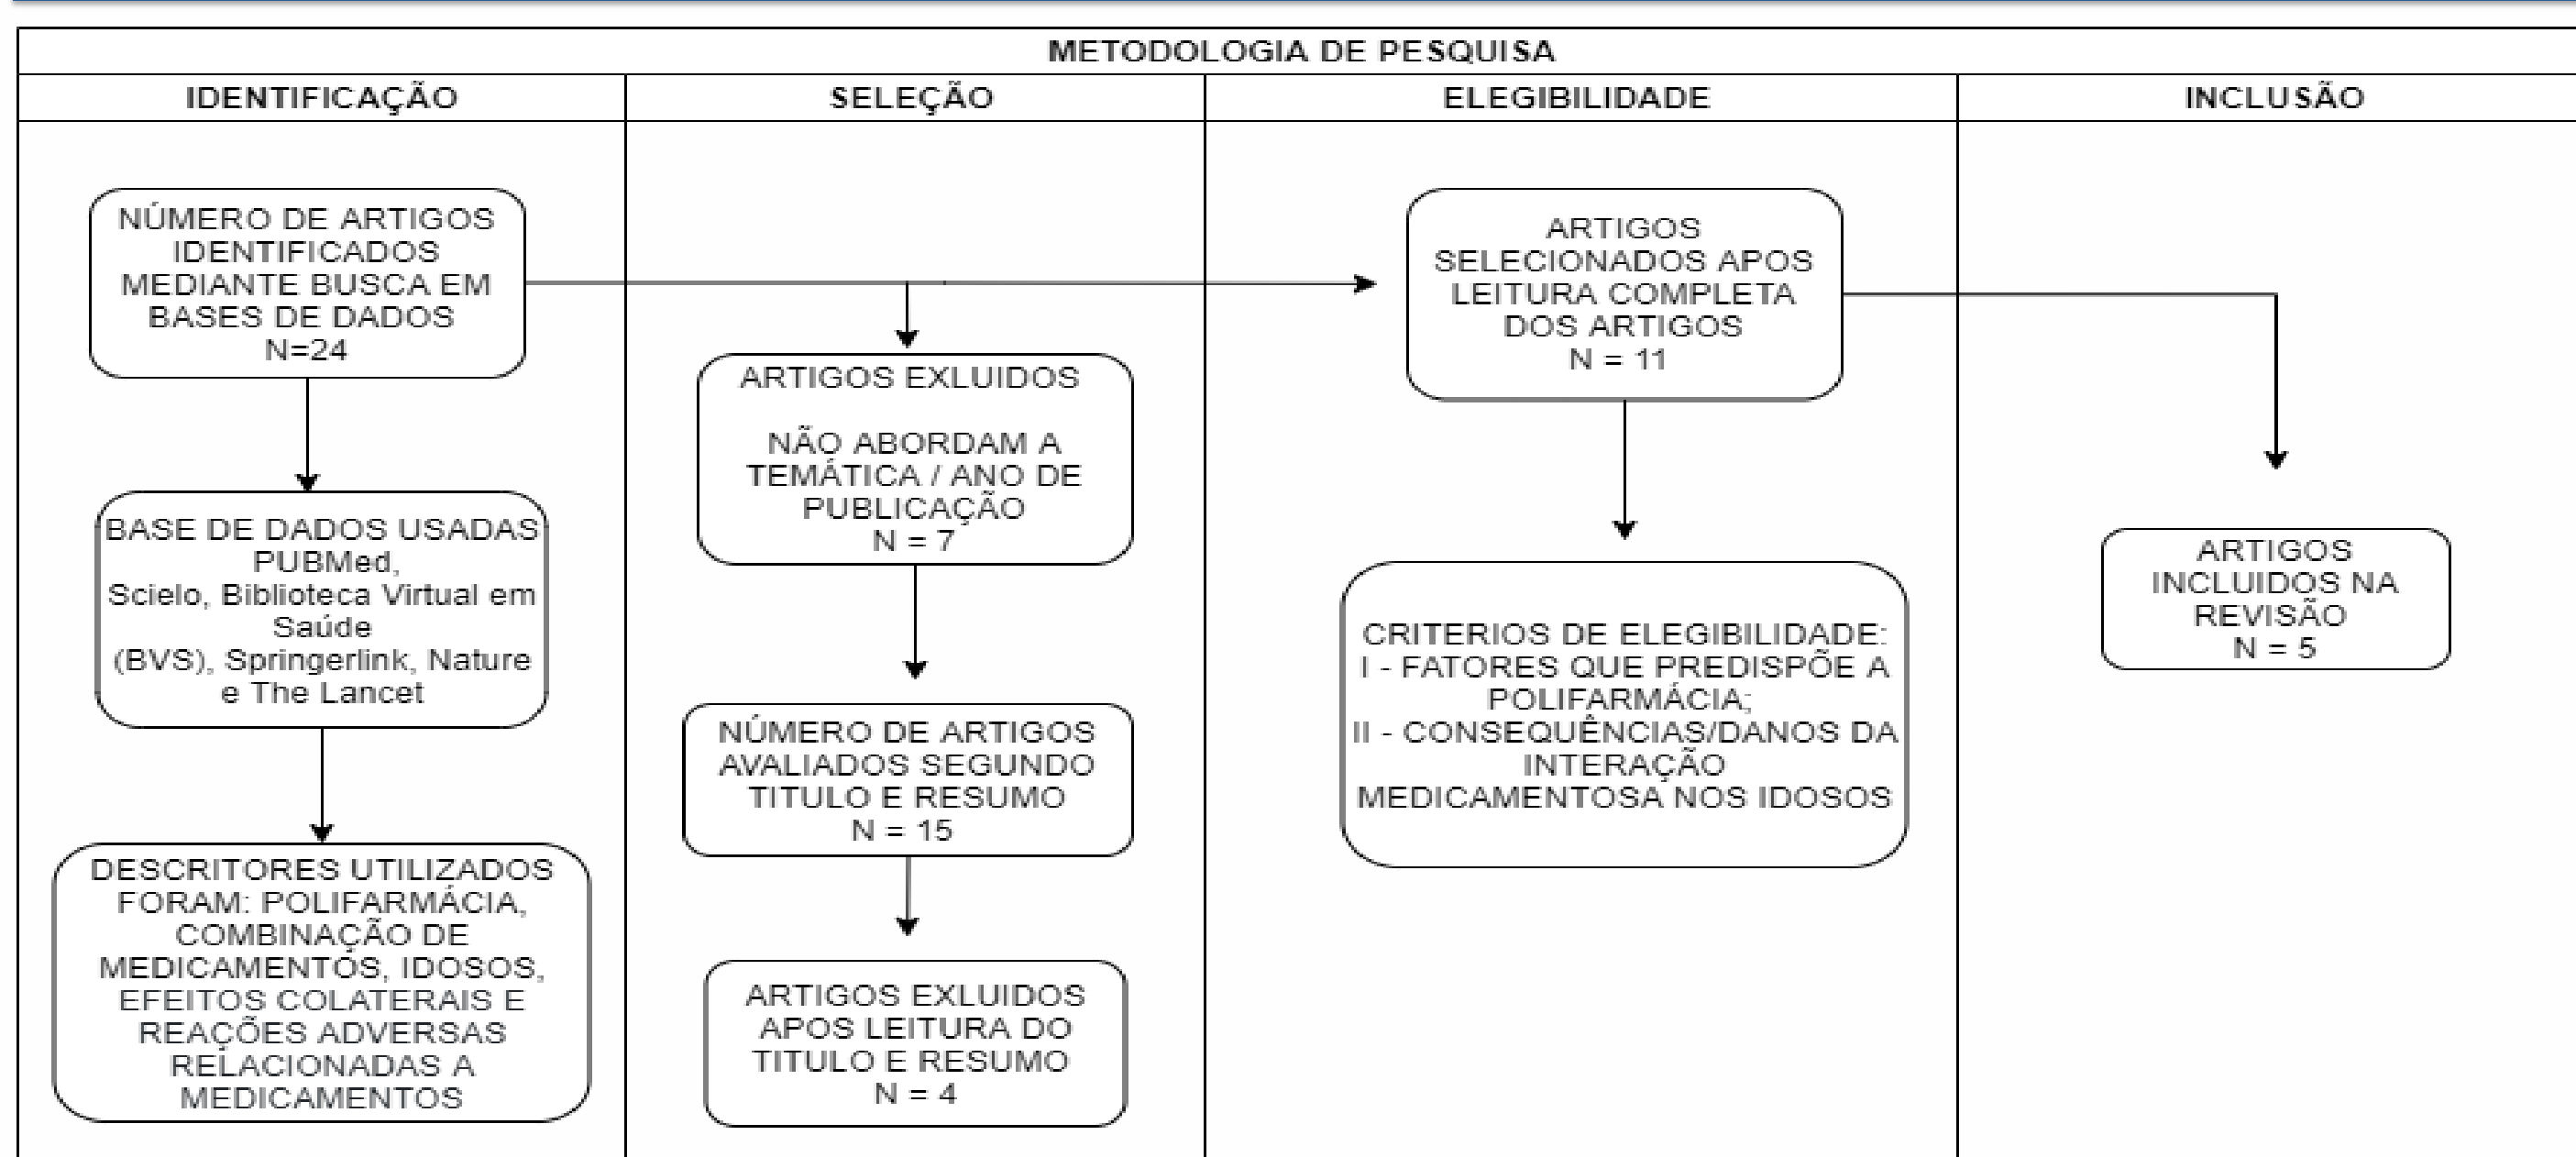 METODOLOGIA DE PESQUISA
IDENTIFICAÇÃO
SELEÇÃO
ELEGIBILIDADE
INCLUSÃO
NÚMERO DE ARTIGOS
IDENTIFICADOS
MEDIANTE BUSCA EM
BASES DE DADOS
N=24
BASE DE DADOS USADAS
PUBMed,
Scielo, Biblioteca Virtual em
Saúde
(BVS), Springerlink, Nature
e The Lancet
DESCRITORES UTILIZADOS
FORAM: POLIFARMÁCIA,
COMBINAÇÃO DE
MEDICAMENTOS, IDOSOS,
EFEITOS COLATERAIS E
REAÇÕES ADVERSAS
RELACIONADAS A
MEDICAMENTOS
ARTIGOS EXLUIDOS
NÃO ABORDAM A
TEMÁTICA / ANO DE
PUBLICAÇÃO
N = 7
NÚMERO DE ARTIGOS
AVALIADOS SEGUNDO
TITULO E RESUMO
N = 15
ARTIGOS EXLUIDOS
APOS LEITURA DO
TITULO E RESUMO
N = 4
ARTIGOS
SELECIONADOS APOS
LEITURA COMPLETA
DOS ARTIGOS
N = 11
CRITERIOS DE ELEGIBILIDADE:
I - FATORES QUE PREDISPÕE A
POLIFARMÁCIA;
II - CONSEQUÊNCIAS/DANOS DA
INTERAÇÃO
MEDICAMENTOSA NOS IDOSOS
ARTIGOS
INCLUIDOS NA
REVISÃO
N = 5